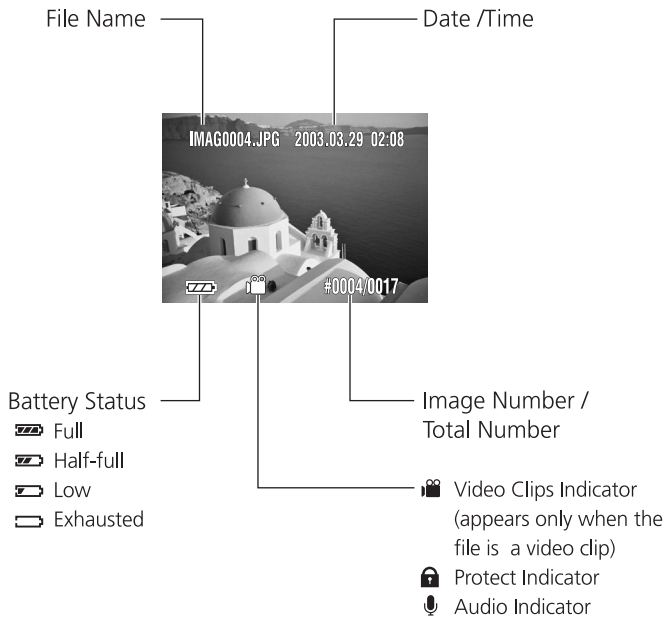 File Name
Date /Time
IMAG0004.JPG 2003.03.29 02:08
#0004/0017
Battery Status
Full
Half-full
Low
Exhausted
Image Number /
Total Number
Video Clips Indicator
(appears only when the
file is a video clip)
Protect Indicator
Audio Indicator